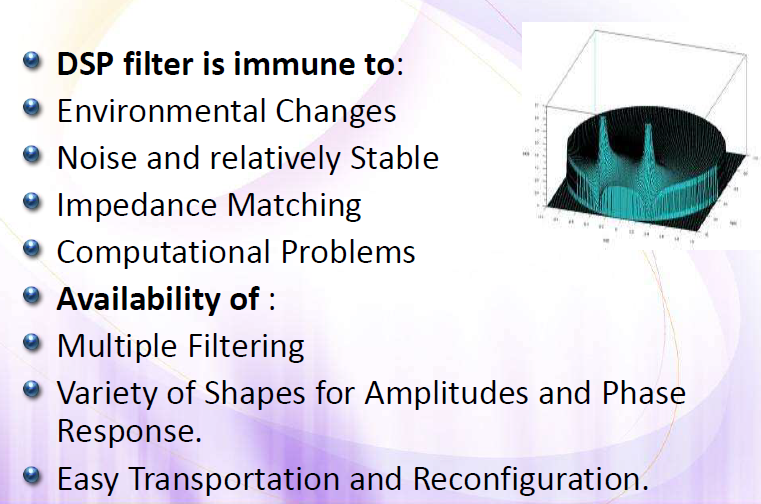 DSP filter is immune to:
Environmental Changes
Noise and relatively Stable
Impedance Matching
Computational Problems
Availability of :
Multiple Filtering
Variety of Shapes for Amplitudes and Phase
Response.
Easy Transportation and Reconfiguration.